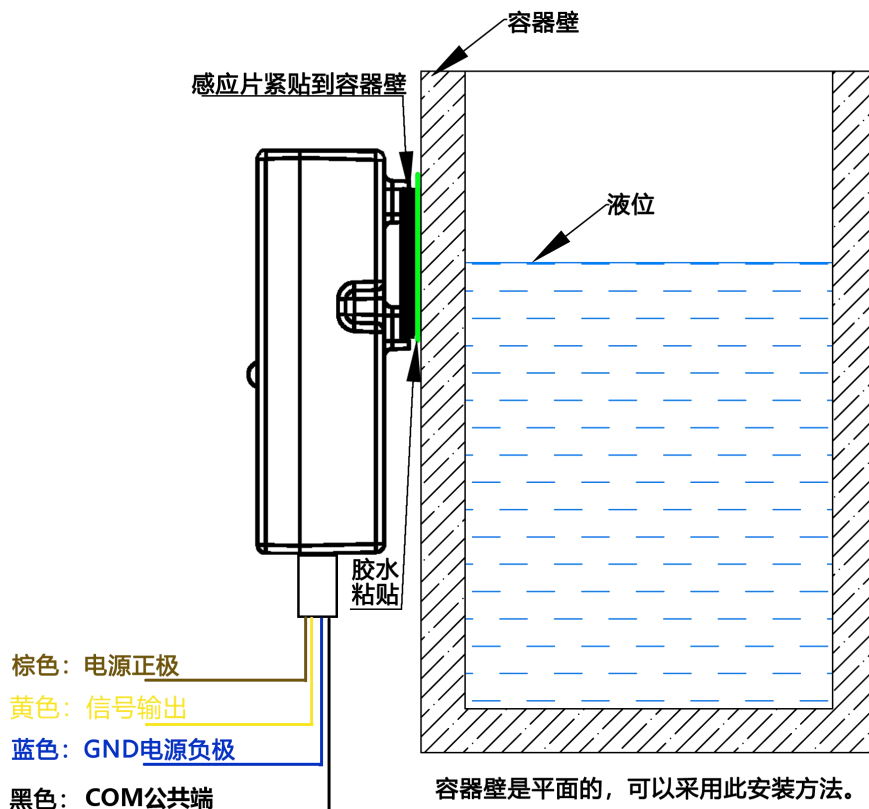 容器壁
感应片紧贴到容器壁
液位
胶水
粘贴
棕色：电源正极
黄色：信号输出
蓝色：GND电源负极
黑色：COM公共端
容器壁是平面的，可以采用此安装方法。